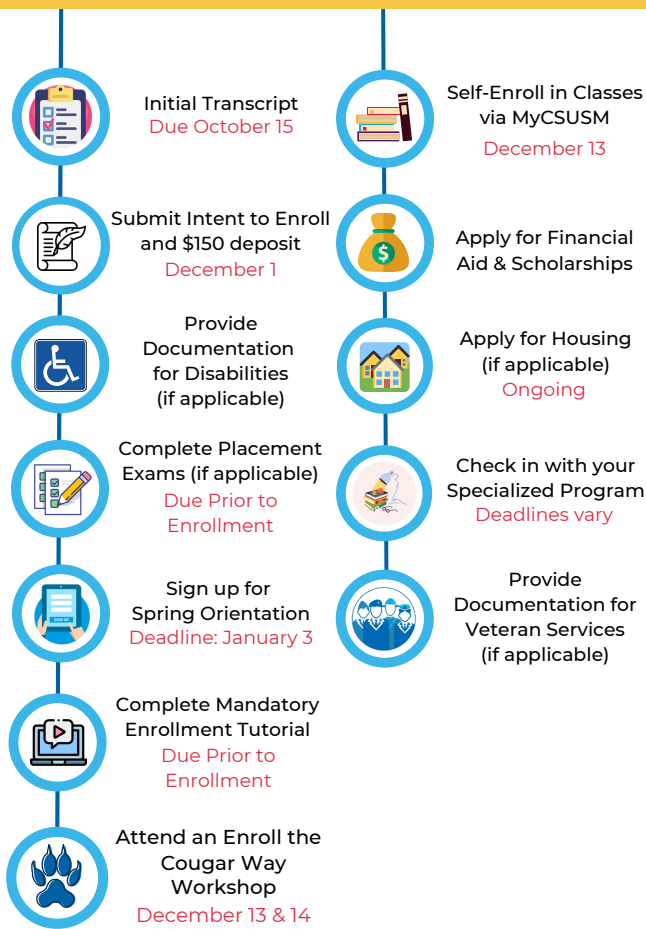 Initial Transcript
Due October 15
Submit Intent to Enroll
and $150 deposit
December 1
Provide
Documentation
for Disabilities
(if applicable)
Complete Placement
Exams (if applicable)
Due Prior to
Enrollment
Sign up for
Spring Orientation
Deadline: January 3
SIGN UP
Complete Mandatory
Enrollment Tutorial
Due Prior to
Enrollment
Attend an Enroll the
Cougar Way
Workshop
December 13 & 14
Self-Enroll in Classes
via MyCSUSM
December 13
$
Apply for Financial
Aid & Scholarships
Apply for Housing
(if applicable)
Ongoing
Check in with your
Specialized Program
Deadlines vary
Provide
Documentation for
Veteran Services
(if applicable)